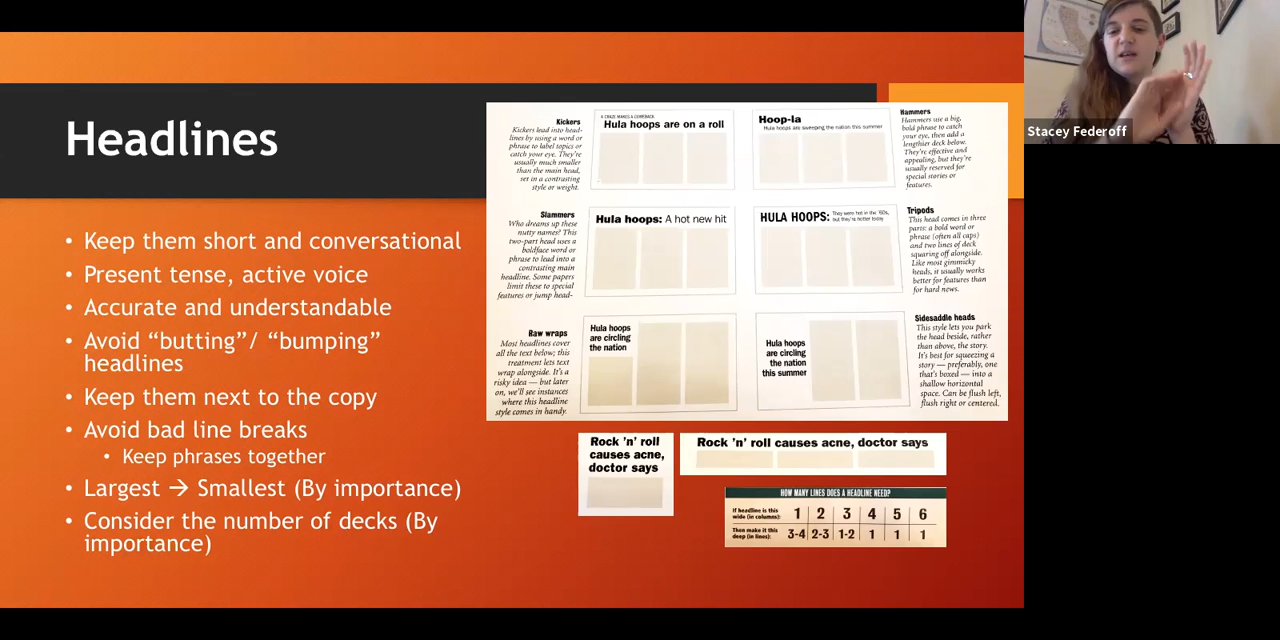 Headlines
• Keep them short and conversational
• Present tense, active voice
• Accurate and understandable
• Avoid “butting”/ “bumping”
headlines
• Keep them next to the copy
• Avoid bad line breaks
• Keep phrases together
• Largest → Smallest (By importance)
• Consider the number of decks (By
importance)
Kickers
Kickers lead into head-
lines by using a word or
phrase to label topics or
catch your eye. They're
usually much smaller
than the main head,
set in a contrasting
style or weight.
A CRAZE MAKES A COMEBACK
Hula hoops are on a roll
Hoop-la
Hula hoops are sweeping the nation this summer
Hammers
Hammers use a big,
bold phrase to catch
your eye, then add a
lengthier deck below.
They're effective and
appealing, but they're
usually reserved for
special stories or
features.
Slammers
Who dreams up these
nutty names? This
two-part head uses a
boldface word or
phrase to lead into a
contrasting main
headline. Some papers
limit these to special
features or jump head-
Hula hoops: A hot new hit
HULA HOOPS:
They were hot in the '60s,
but they're hotter today
Tripods
This head comes in three
parts: a bold word or
phrase (often all caps)
and two lines of deck
squaring off alongside.
Like most gimmicky
heads, it usually works
better for features than
for hard news.
Raw wraps
Most headlines cover
all the text below; this
treatment lets text
wrap alongside. It's a
risky idea — but later
on, we'll see instances
where this headline
style comes in handy.
Hula hoops
are circling
the nation
Hula hoops
are circling
the nation
this summer
Sidesaddle heads
This style lets you park
the head beside, rather
than above, the story.
It's best for squeezing a
story — preferably, one
that's boxed — into a
shallow horizontal
space. Can be flush left,
flush right or centered.
Rock 'n' roll
causes acne,
doctor says
Rock 'n' roll causes acne, doctor says
HOW MANY LINES DOES A HEADLINE NEED?
If headline is this
wide (in columns): 1 2 3 4 5 6
Then make it this
deep (in lines): 3-4 2-3 1-2 1 1 1
Stacey Federoff